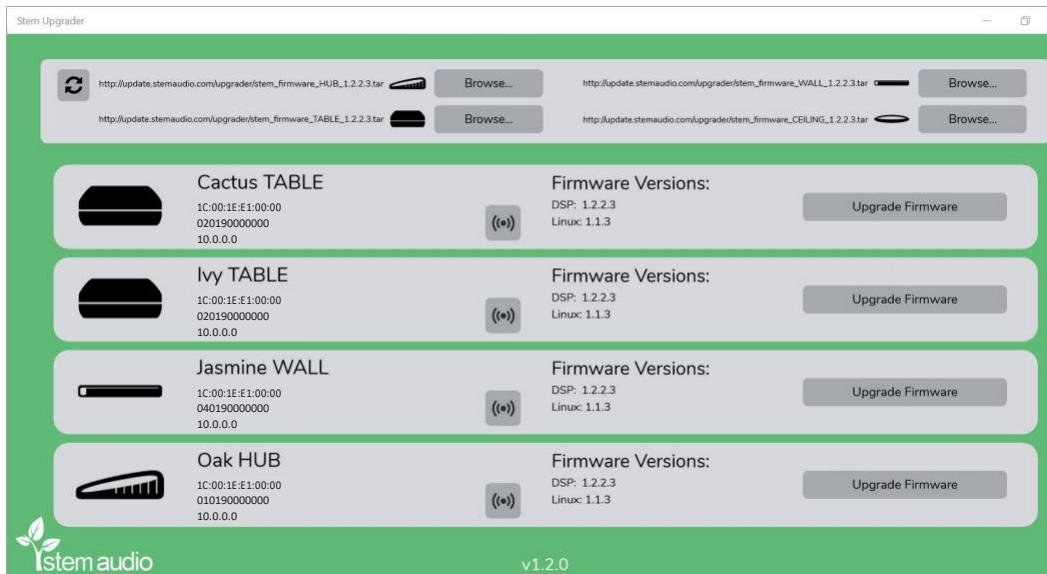 Stem Upgrader
http://update.stemaudio.com/upgrader/stem_firmware_HUB_1.2.2.3.tar Browse...
http://update.stemaudio.com/upgrader/stem_firmware_WALL_1.2.2.3.tar Browse...
http://update.stemaudio.com/upgrader/stem_firmware_TABLE_1.2.2.3.tar Browse...
http://update.stemaudio.com/upgrader/stem_firmware_CEILING_1.2.2.3.tar Browse...
Cactus TABLE
1C:00:1E:E1:00:00
020190000000
10.0.0.0
Firmware Versions:
DSP: 1.2.2.3
Linux: 1.1.3
Upgrade Firmware
Ivy TABLE
1C:00:1E:E1:00:00
020190000000
10.0.0.0
Firmware Versions:
DSP: 1.2.2.3
Linux: 1.1.3
Upgrade Firmware
Jasmine WALL
1C:00:1E:E1:00:00
040190000000
10.0.0.0
Firmware Versions:
DSP: 1.2.2.3
Linux: 1.1.3
Upgrade Firmware
Oak HUB
1C:00:1E:E1:00:00
010190000000
10.0.0.0
Firmware Versions:
DSP: 1.2.2.3
Linux: 1.1.3
Upgrade Firmware
stem audio
v1.2.0